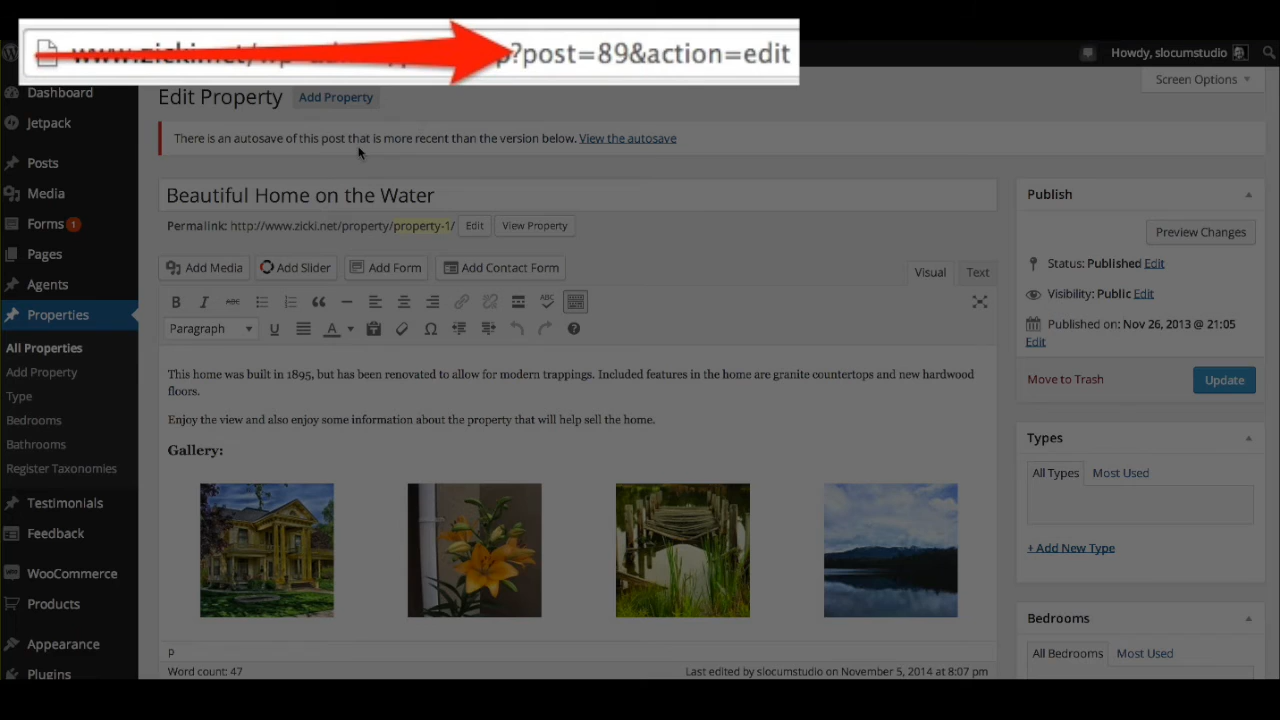 ?post=89&action=edit
Howdy, slocumstudio
Screen Options
Dashboard
Jetpack
Posts
Media
Forms 1
Pages
Agents
Properties
All Properties
Add Property
Type
Bedrooms
Bathrooms
Register Taxonomies
Testimonials
Feedback
WooCommerce
Products
Appearance
Plugins
Edit Property
Add Property
There is an autosave of this post that is more recent than the version below. View the autosave
Beautiful Home on the Water
Permalink: http://www.zicki.net/property/property-1/ Edit View Property
Add Media Add Slider Add Form Add Contact Form
Visual Text
B I ABC ABC
Paragraph U A Ω
This home was built in 1895, but has been renovated to allow for modern trappings. Included features in the home are granite countertops and new hardwood
floors.
Enjoy the view and also enjoy some information about the property that will help sell the home.
Gallery:
p
Word count: 47
Last edited by slocumstudio on November 5, 2014 at 8:07 pm
Publish
Preview Changes
Status: Published Edit
Visibility: Public Edit
Published on: Nov 26, 2013 @ 21:05
Edit
Move to Trash
Update
Types
All Types Most Used
+ Add New Type
Bedrooms
All Bedrooms Most Used